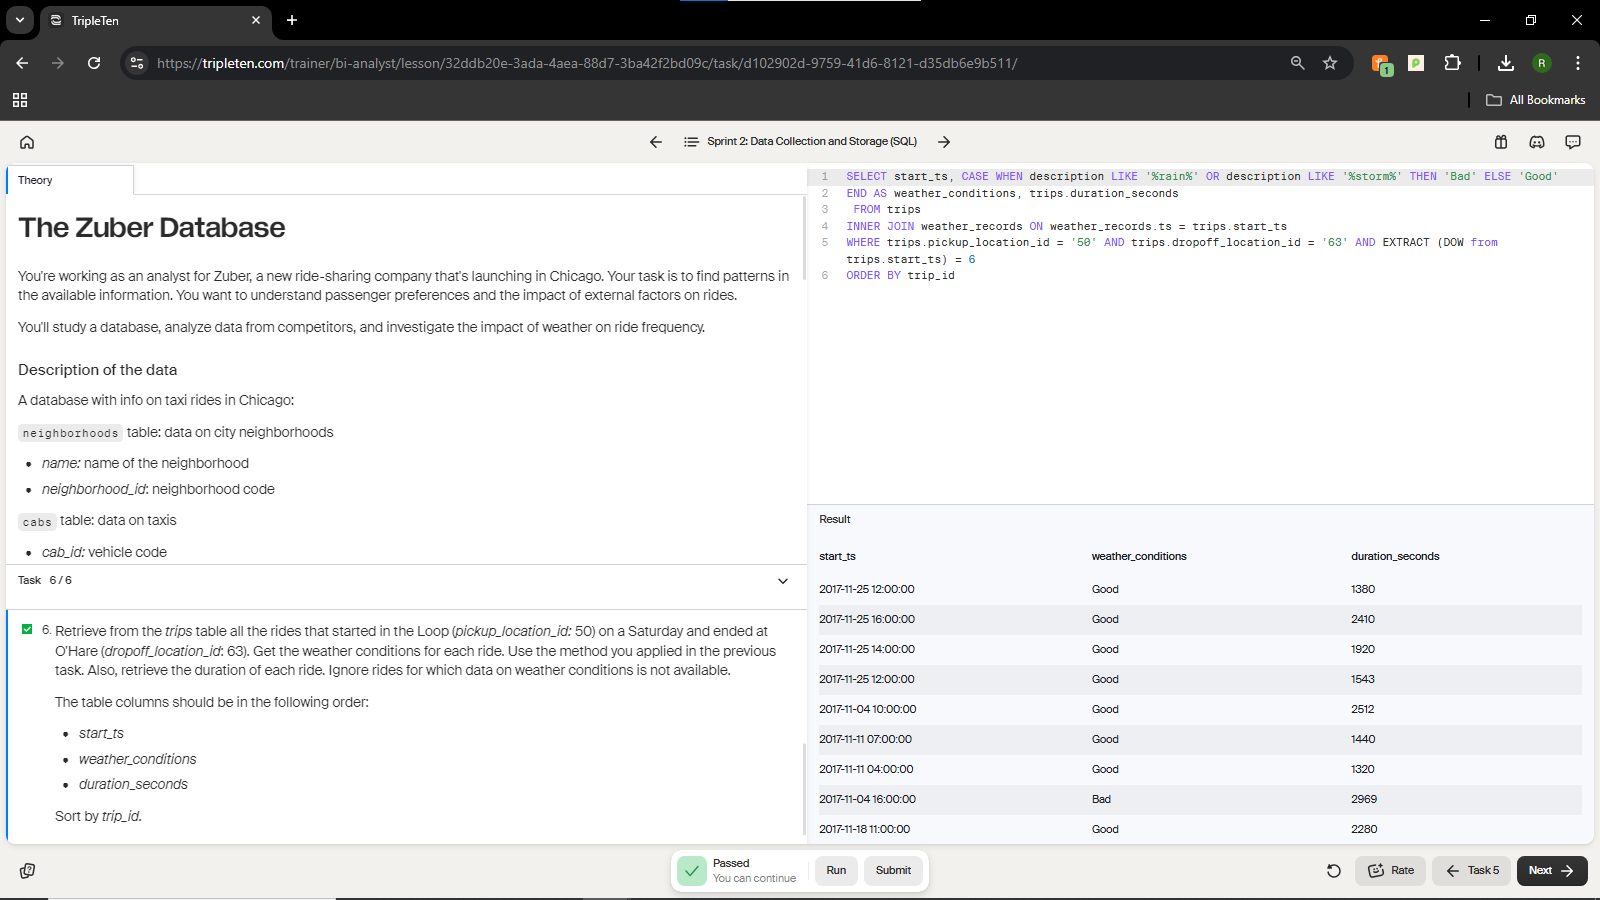 TripleTen
https://tripleten.com/trainer/bi-analyst/lesson/32ddb20e-3ada-4aea-88d7-3ba42f2bd09c/task/d102902d-9759-41d6-8121-d35db6e9b511/
1
R
All Bookmarks
Sprint 2: Data Collection and Storage (SQL)
Theory
The Zuber Database
You're working as an analyst for Zuber, a new ride-sharing company that's launching in Chicago. Your task is to find patterns in
the available information. You want to understand passenger preferences and the impact of external factors on rides.
You'll study a database, analyze data from competitors, and investigate the impact of weather on ride frequency.
Description of the data
A database with info on taxi rides in Chicago:
neighborhoods table: data on city neighborhoods
• name: name of the neighborhood
• neighborhood_id: neighborhood code
cabs table: data on taxis
• cab_id: vehicle code
Task 6 / 6
6. Retrieve from the trips table all the rides that started in the Loop (pickup_location_id: 50) on a Saturday and ended at
O'Hare (dropoff_location_id: 63). Get the weather conditions for each ride. Use the method you applied in the previous
task. Also, retrieve the duration of each ride. Ignore rides for which data on weather conditions is not available.
The table columns should be in the following order:
• start_ts
• weather_conditions
• duration_seconds
Sort by trip_id.
1 SELECT start_ts, CASE WHEN description LIKE '%rain%' OR description LIKE '%storm%' THEN 'Bad' ELSE 'Good'
2 END AS weather_conditions, trips.duration_seconds
3 FROM trips
4 INNER JOIN weather_records ON weather_records.ts = trips.start_ts
5 WHERE trips.pickup_location_id = '50' AND trips.dropoff_location_id = '63' AND EXTRACT (DOW from
trips.start_ts) = 6
6 ORDER BY trip_id
Result
start_ts weather_conditions duration_seconds
2017-11-25 12:00:00 Good 1380
2017-11-25 16:00:00 Good 2410
2017-11-25 14:00:00 Good 1920
2017-11-25 12:00:00 Good 1543
2017-11-04 10:00:00 Good 2512
2017-11-11 07:00:00 Good 1440
2017-11-11 04:00:00 Good 1320
2017-11-04 16:00:00 Bad 2969
2017-11-18 11:00:00 Good 2280
Passed
You can continue
Run
Submit
Rate
Task 5
Next